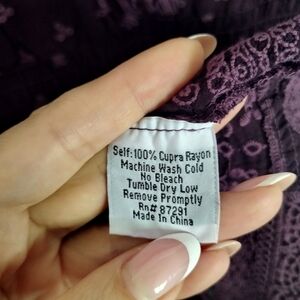 Self: 100% Cupra Rayon
Machine Wash Cold
No Bleach
Tumble Dry Low
Remove Promptly
Rn# 87291
Made In China